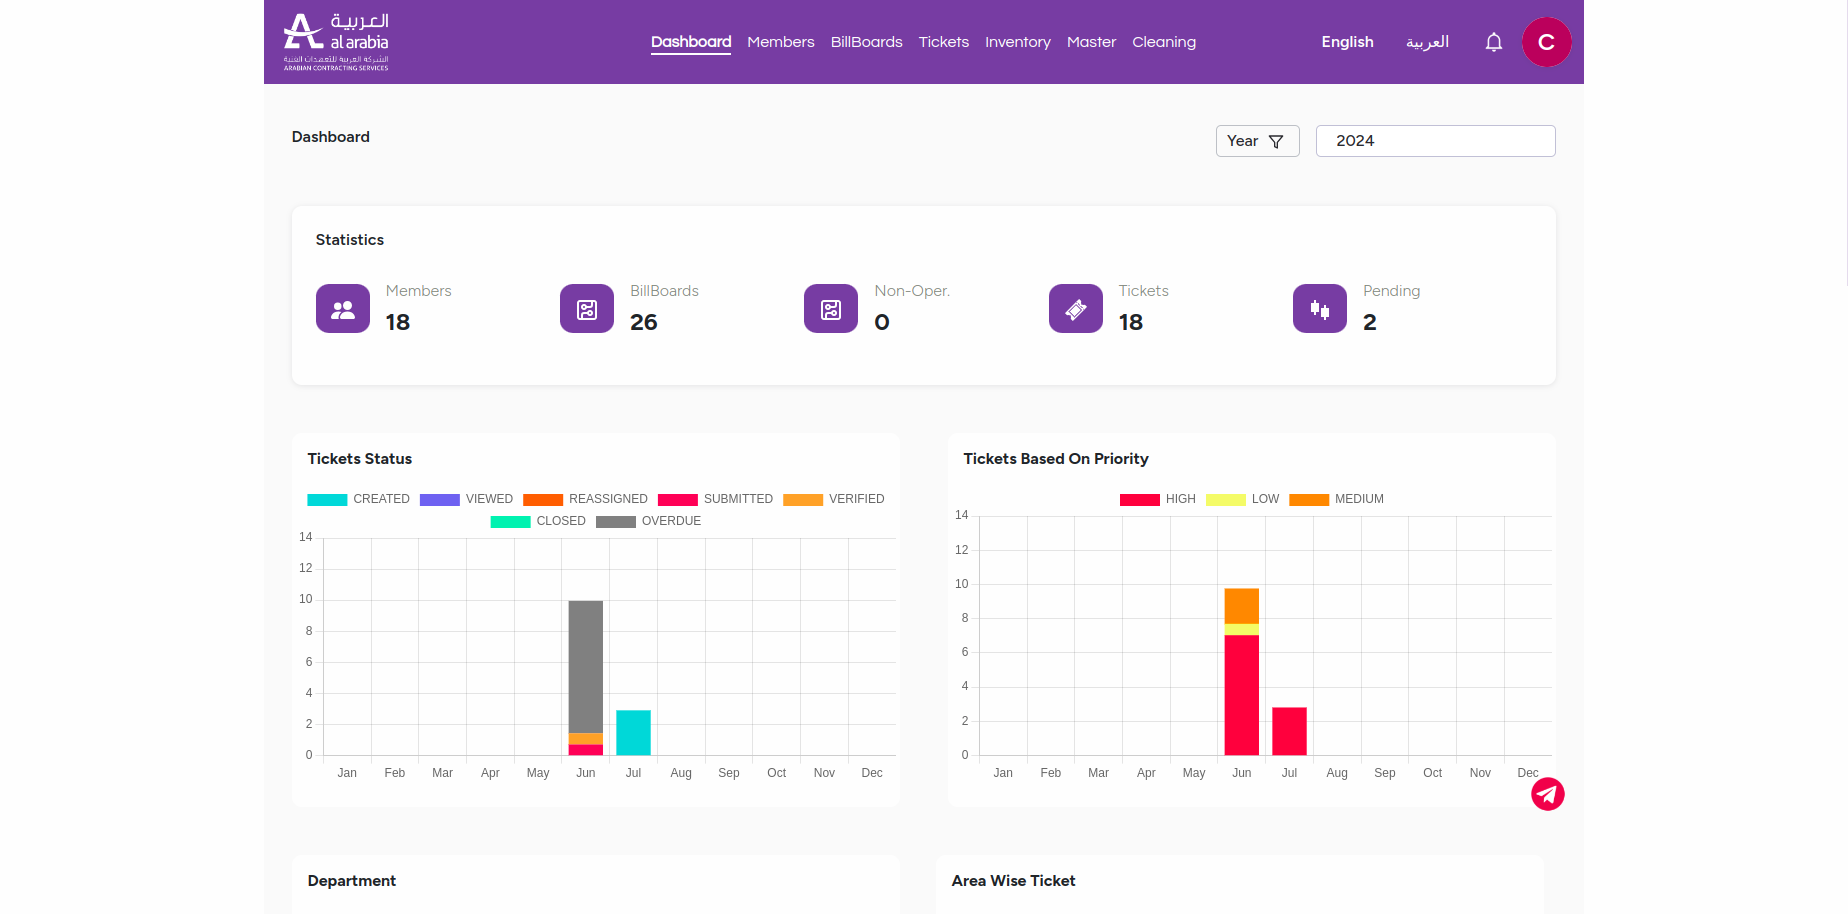 العربية
al arabia
الشركة العربية للتعهدات الفنية
ARABIAN CONTRACTING SERVICES
Dashboard Members BillBoards Tickets Inventory Master Cleaning
English العربية C
Dashboard
Year 2024
Statistics
Members BillBoards Non-Oper. Tickets Pending
18 26 0 18 2
Tickets Status
CREATED VIEWED REASSIGNED SUBMITTED VERIFIED
CLOSED OVERDUE
14
12
10
8
6
4
2
0
Jan Feb Mar Apr May Jun Jul Aug Sep Oct Nov Dec
Tickets Based On Priority
HIGH LOW MEDIUM
14
12
10
8
6
4
2
0
Jan Feb Mar Apr May Jun Jul Aug Sep Oct Nov Dec
Department
Area Wise Ticket